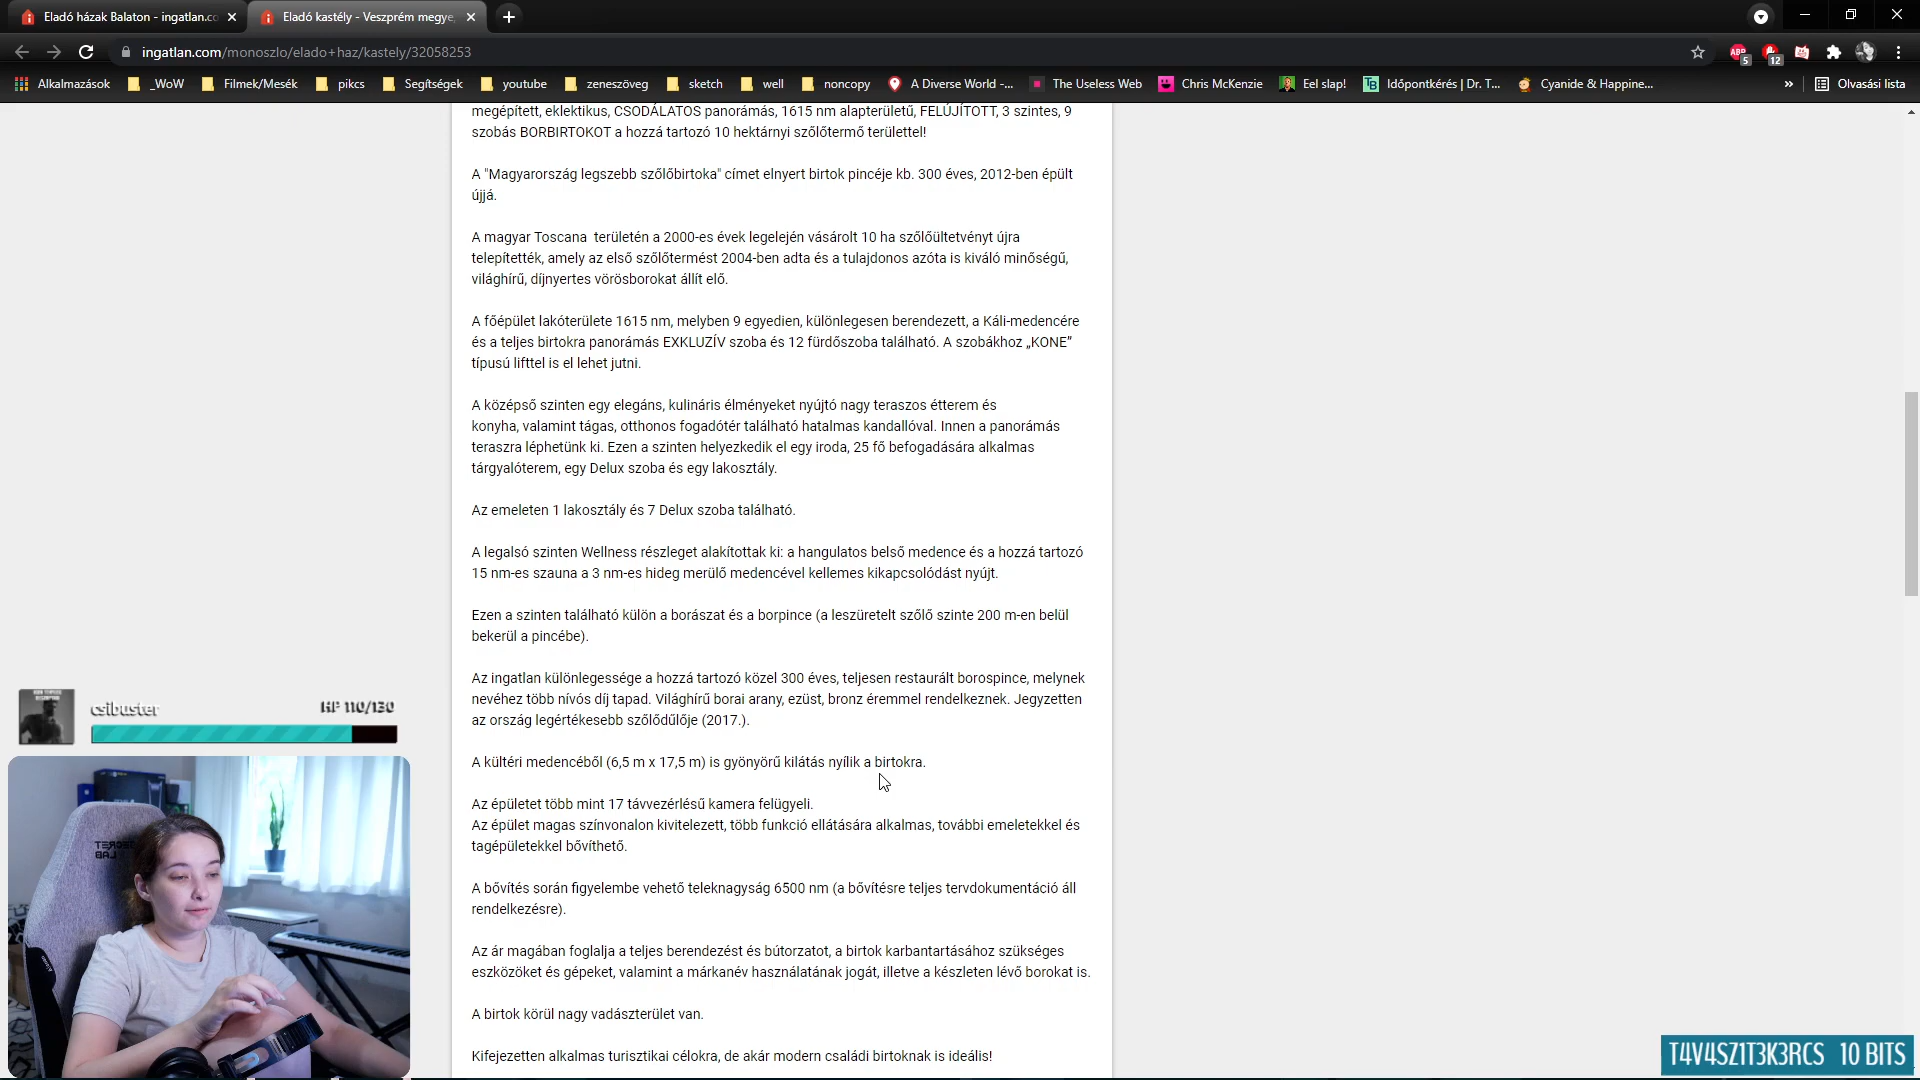 Eladó házak Balaton - ingatlan.co
Eladó kastély - Veszprém megye,
ingatlan.com/monoszlo/elado+haz/kastely/32058253
ABP
5
12
Alkalmazások
_WoW
Filmek/Mesék
pikcs
Segítségek
youtube
zeneszöveg
sketch
well
noncopy
A Diverse World -...
The Useless Web
Chris McKenzie
Eel slap!
Időpontkérés | Dr. T...
Cyanide & Happine...
»
Olvasási lista
megépített, eklektikus, CSODÁLATOS panorámás, 1615 nm alapterületű, FELÚJÍTOTT, 3 szintes, 9
szobás BORBIRTOKOT a hozzá tartozó 10 hektárnyi szőlőtermő területtel!
A "Magyarország legszebb szőlőbirtoka" címet elnyert birtok pincéje kb. 300 éves, 2012-ben épült
újjá.
A magyar Toscana  területén a 2000-es évek legelején vásárolt 10 ha szőlőültetvényt újra
telepítették, amely az első szőlőtermést 2004-ben adta és a tulajdonos azóta is kiváló minőségű,
világhírű, díjnyertes vörösborokat állít elő.
A főépület lakóterülete 1615 nm, melyben 9 egyedien, különlegesen berendezett, a Káli-medencére
és a teljes birtokra panorámás EXKLUZÍV szoba és 12 fürdőszoba található. A szobákhoz „KONE”
típusú lifttel is el lehet jutni.
A középső szinten egy elegáns, kulináris élményeket nyújtó nagy teraszos étterem és
konyha, valamint tágas, otthonos fogadótér található hatalmas kandallóval. Innen a panorámás
teraszra léphetünk ki. Ezen a szinten helyezkedik el egy iroda, 25 fő befogadására alkalmas
tárgyalóterem, egy Delux szoba és egy lakosztály.
Az emeleten 1 lakosztály és 7 Delux szoba található.
A legalsó szinten Wellness részleget alakítottak ki: a hangulatos belső medence és a hozzá tartozó
15 nm-es szauna a 3 nm-es hideg merülő medencével kellemes kikapcsolódást nyújt.
Ezen a szinten található külön a borászat és a borpince (a leszüretelt szőlő szinte 200 m-en belül
bekerül a pincébe).
Az ingatlan különlegessége a hozzá tartozó közel 300 éves, teljesen restaurált borospince, melynek
nevéhez több nívós díj tapad. Világhírű borai arany, ezüst, bronz éremmel rendelkeznek. Jegyzetten
az ország legértékesebb szőlődűlője (2017.).
A kültéri medencéből (6,5 m x 17,5 m) is gyönyörű kilátás nyílik a birtokra.
Az épületet több mint 17 távvezérlésű kamera felügyeli.
Az épület magas színvonalon kivitelezett, több funkció ellátására alkalmas, további emeletekkel és
tagépületekkel bővíthető.
A bővítés során figyelembe vehető teleknagyság 6500 nm (a bővítésre teljes tervdokumentáció áll
rendelkezésre).
Az ár magában foglalja a teljes berendezést és bútorzatot, a birtok karbantartásához szükséges
eszközöket és gépeket, valamint a márkanév használatának jogát, illetve a készleten lévő borokat is.
A birtok körül nagy vadászterület van.
Kifejezetten alkalmas turisztikai célokra, de akár modern családi birtoknak is ideális!
csibuster
HP 110/130
SECRET
LAB
T4V4SZ1T3K3RCS 10 BITS